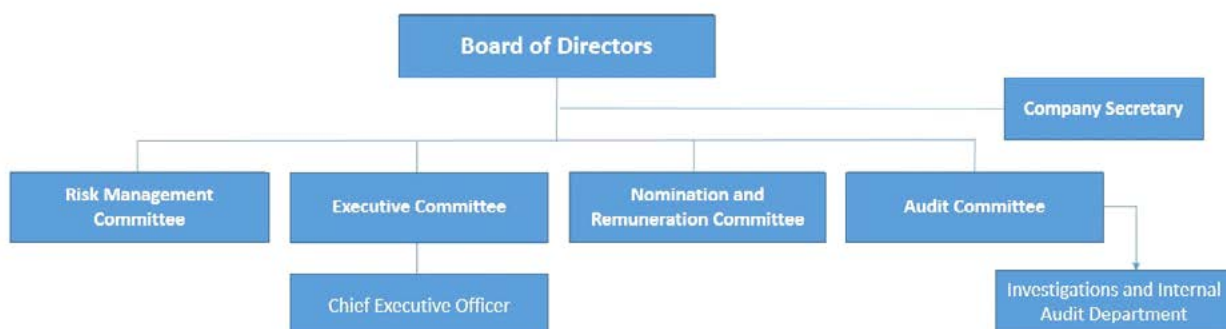 Board of Directors
Company Secretary
Risk Management
Committee
Executive Committee
Nomination and
Remuneration Committee
Audit Committee
Chief Executive Officer
Investigations and Internal
Audit Department